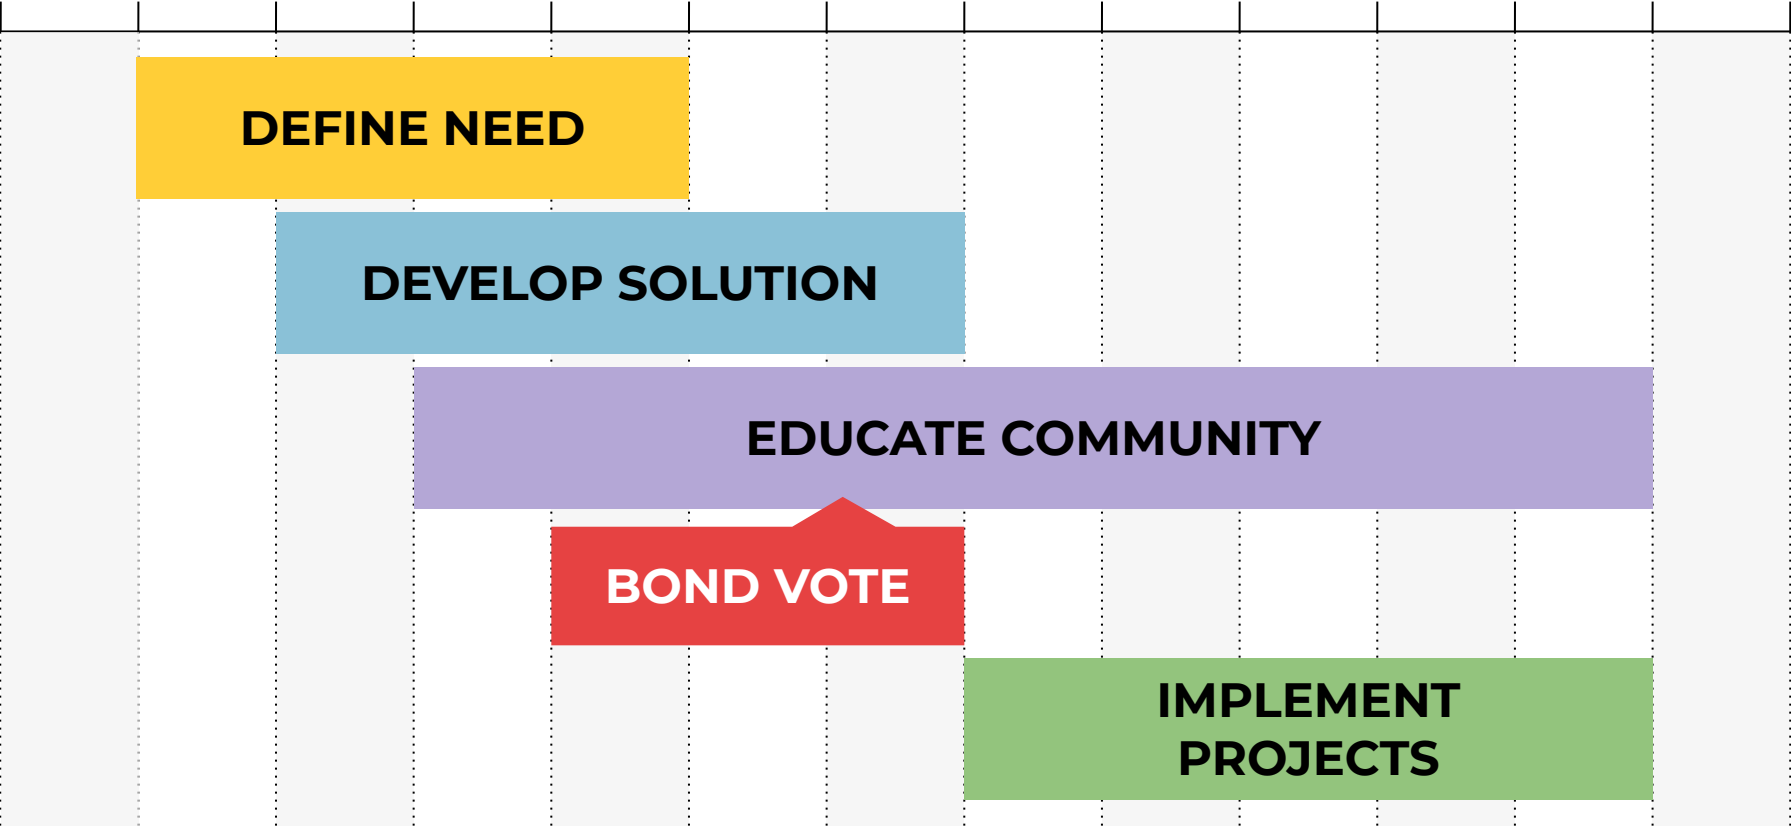 DEFINE NEED
DEVELOP SOLUTION
EDUCATE COMMUNITY
BOND VOTE
IMPLEMENT
PROJECTS